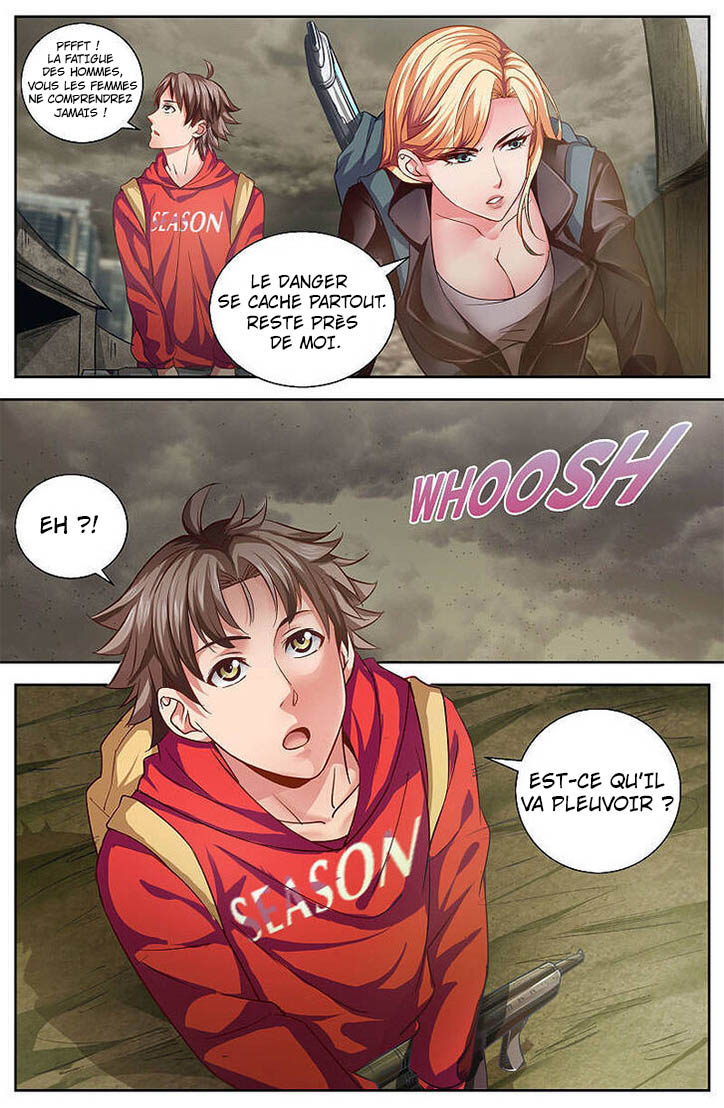 PFFFT !
LA FATIGUE
DES HOMMES,
VOUS LES FEMMES
NE COMPRENDREZ
JAMAIS !
SEASON
LE DANGER
SE CACHE PARTOUT.
RESTE PRÈS
DE MOI.
WHOOSH
EH ?!
EST-CE QU'IL
VA PLEUVOIR ?
SEASON